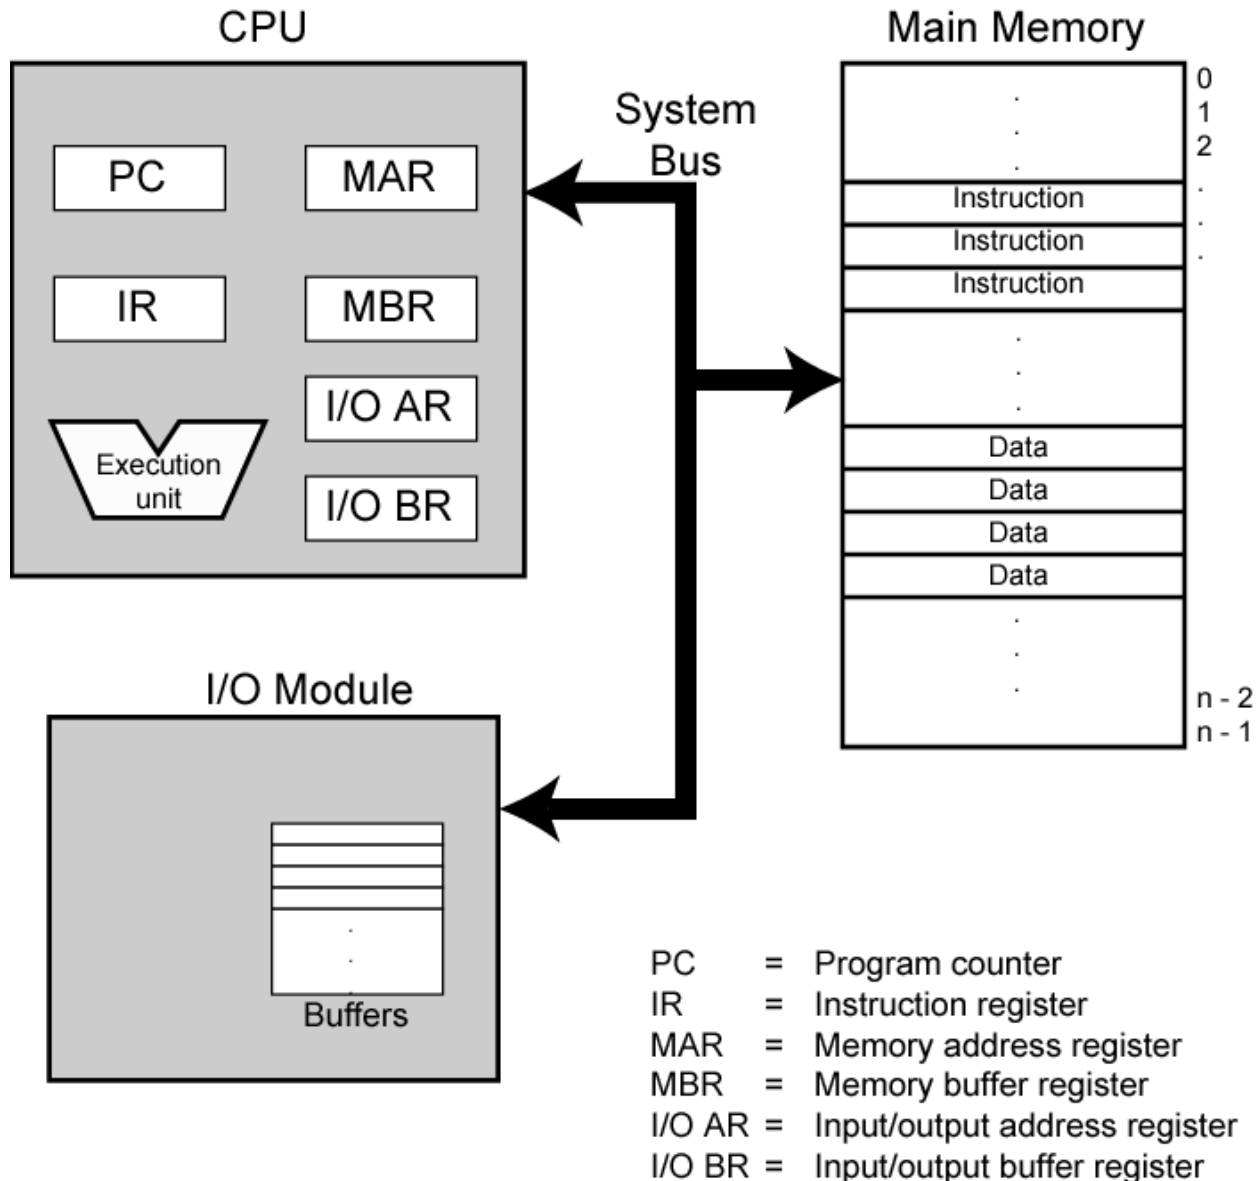 CPU
PC
MAR
IR
MBR
I/O AR
I/O BR
Execution
unit
System
Bus
Main Memory
0
1
2
.
.
.
Instruction
Instruction
Instruction
.
.
.
Data
Data
Data
Data
.
.
.
n - 2
n - 1
I/O Module
Buffers
PC = Program counter
IR = Instruction register
MAR = Memory address register
MBR = Memory buffer register
I/O AR = Input/output address register
I/O BR = Input/output buffer register